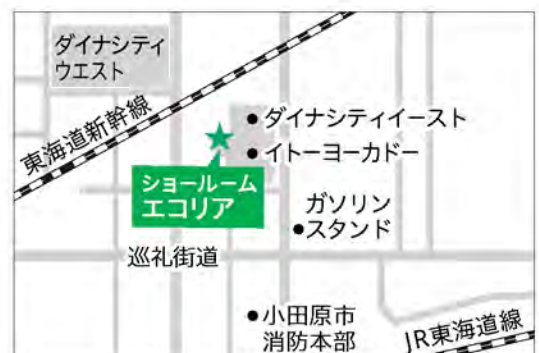 ダイナシティ
ウエスト
東海道新幹線
●ダイナシティイースト
●イトーヨーカドー
ショールーム
エコリア
ガソリン
●スタンド
巡礼街道
●小田原市
消防本部
JR東海道線